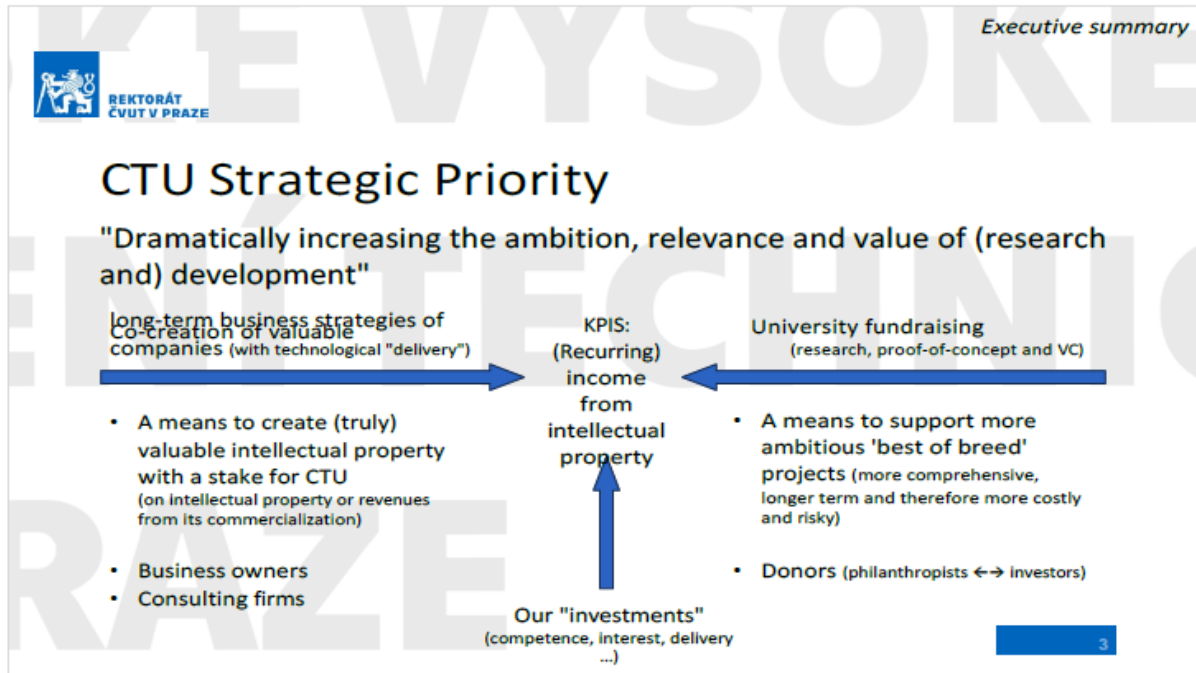 Executive summary
REKTORÁT
ČVUT V PRAZE
SKÉ VYSOKÉ
ENÍ TECHNIC
RAZE
CTU Strategic Priority
"Dramatically increasing the ambition, relevance and value of (research
and) development"
Co-creation of valuable
long-term business strategies of
companies (with technological "delivery")
KPIS:
(Recurring)
income
from
intellectual
property
University fundraising
(research, proof-of-concept and VC)
• A means to create (truly)
valuable intellectual property
with a stake for CTU
(on intellectual property or revenues
from its commercialization)
• Business owners
• Consulting firms
• A means to support more
ambitious 'best of breed'
projects (more comprehensive,
longer term and therefore more costly
and risky)
• Donors (philanthropists ←→ investors)
Our "investments"
(competence, interest, delivery
...)
3